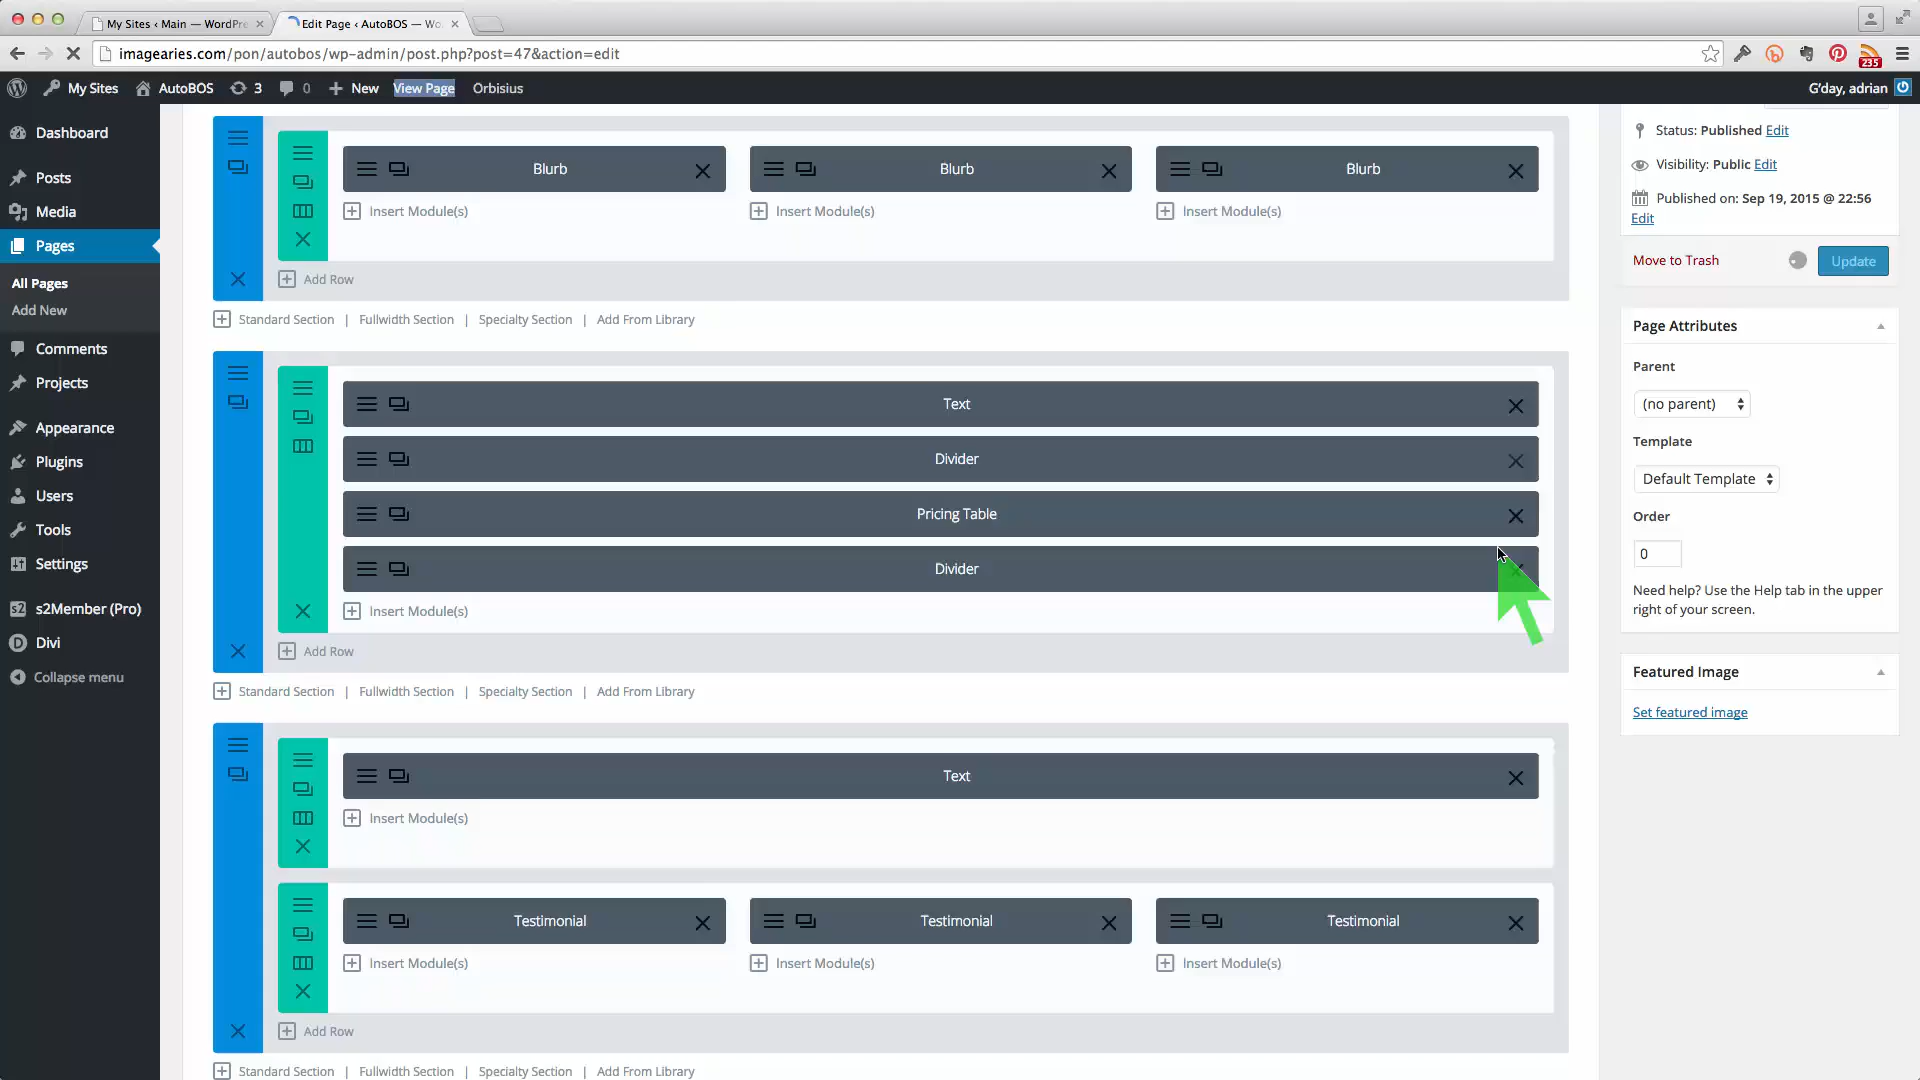 My Sites ‹ Main — WordPre
Edit Page ‹ AutoBOS — Wo
imagearies.com/pon/autobos/wp-admin/post.php?post=47&action=edit
235
My Sites
AutoBOS
3
0
New
View Page
Orbisius
G'day, adrian
Dashboard
Posts
Media
Pages
All Pages
Add New
Comments
Projects
Appearance
Plugins
Users
Tools
Settings
s2 s2Member (Pro)
D Divi
Collapse menu
Blurb
Blurb
Blurb
Insert Module(s)
Insert Module(s)
Insert Module(s)
Add Row
Standard Section | Fullwidth Section | Specialty Section | Add From Library
Text
Divider
Pricing Table
Divider
Insert Module(s)
Add Row
Standard Section | Fullwidth Section | Specialty Section | Add From Library
Text
Insert Module(s)
Testimonial
Testimonial
Testimonial
Insert Module(s)
Insert Module(s)
Insert Module(s)
Add Row
Standard Section | Fullwidth Section | Specialty Section | Add From Library
Status: Published Edit
Visibility: Public Edit
Published on: Sep 19, 2015 @ 22:56
Edit
Move to Trash
Update
Page Attributes
Parent
(no parent)
Template
Default Template
Order
0
Need help? Use the Help tab in the upper
right of your screen.
Featured Image
Set featured image